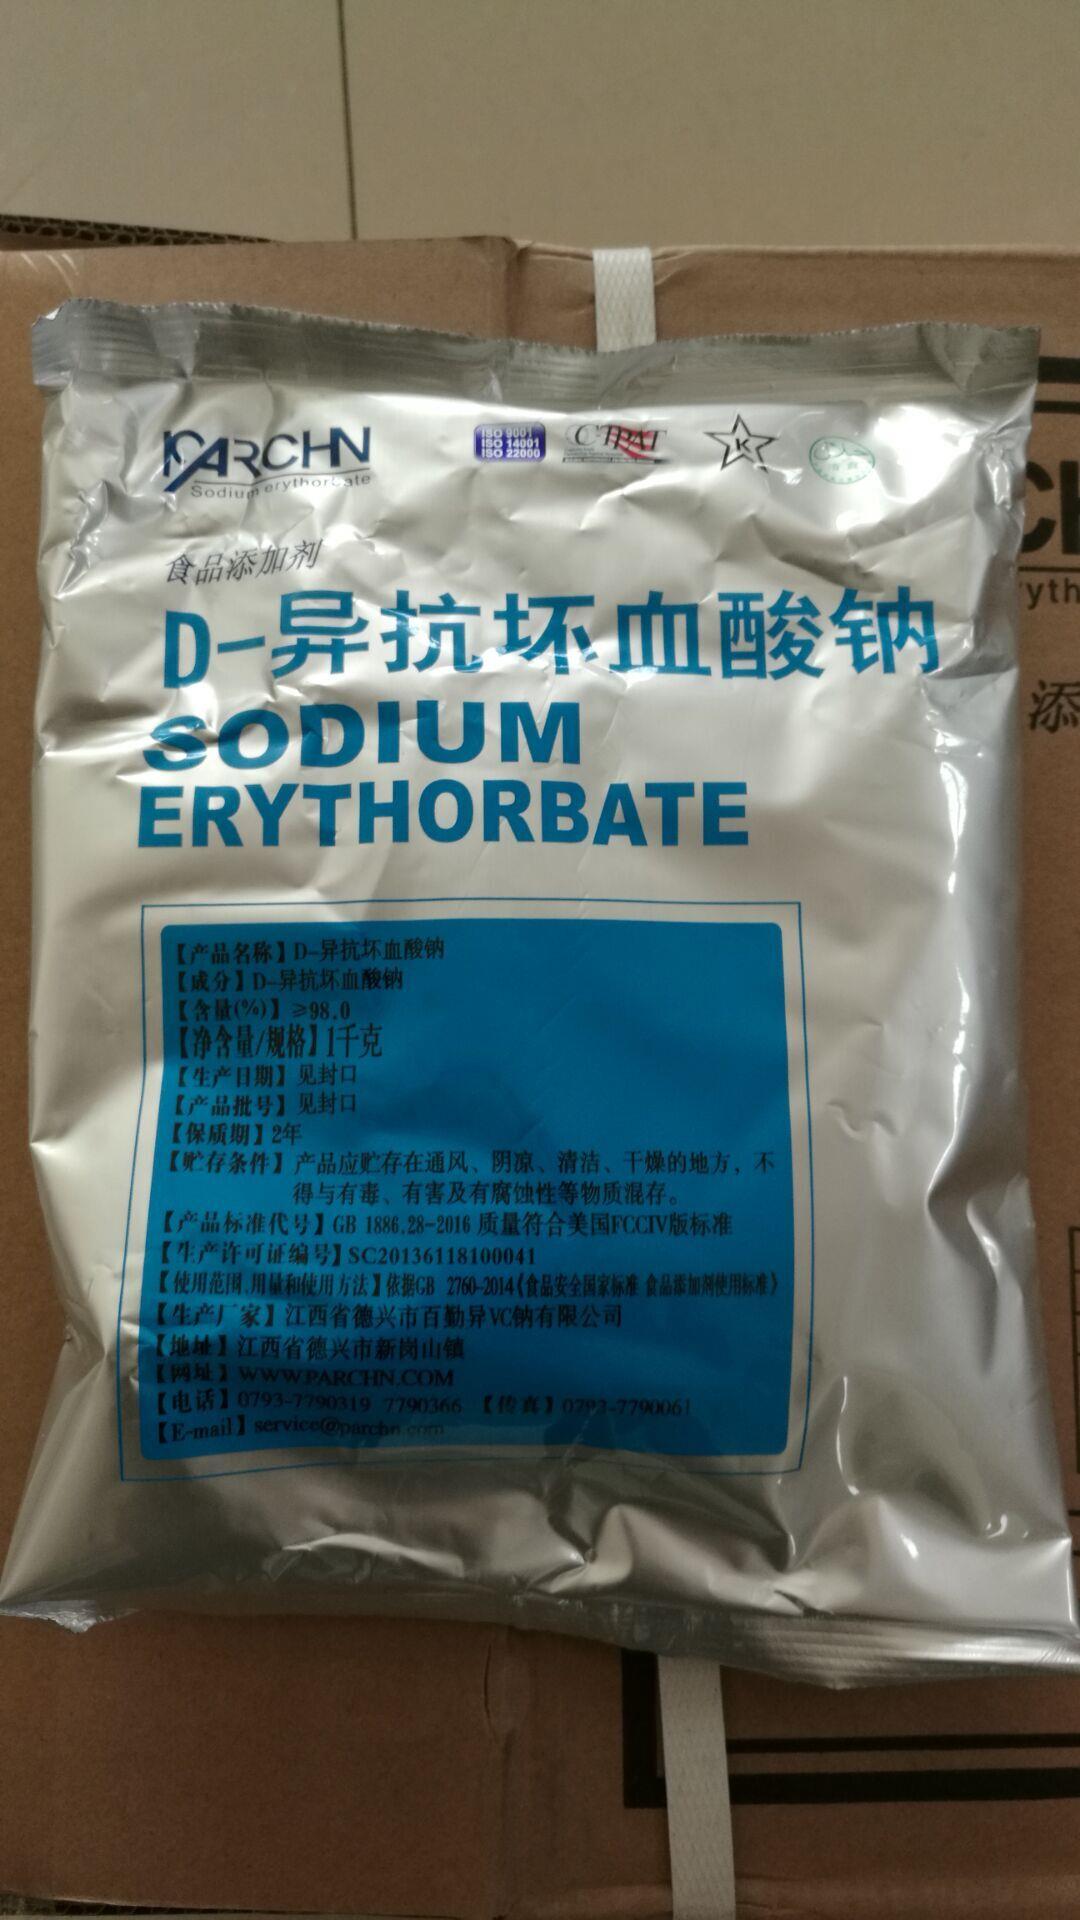 PARCHN
Sodium erythorbate
ISO 9001
ISO 14001
ISO 22000
C-TPAT
K
食品添加剂
D-异抗坏血酸钠
SODIUM
ERYTHORBATE
【产品名称】D-异抗坏血酸钠
【成分】D-异抗坏血酸钠
【含量(%)】≥98.0
【净含量/规格】1千克
【生产日期】见封口
【产品批号】见封口
【保质期】2年
【贮存条件】产品应贮存在通风、阴凉、清洁、干燥的地方，不
得与有毒、有害及有腐蚀性等物质混存。
【产品标准代号】GB 1886.28-2016 质量符合美国FCCIV版标准
【生产许可证编号】SC20136118100041
【使用范围、用量和使用方法】依据GB 2760-2014《食品安全国家标准 食品添加剂使用标准》
【生产厂家】江西省德兴市百勤异VC钠有限公司
【地址】江西省德兴市新岗山镇
【网址】WWW.PARCHN.COM
【电话】0793-7790319 7790366 【传真】0793-7790061
【E-mail】service@parchn.com
CH
ryth
添